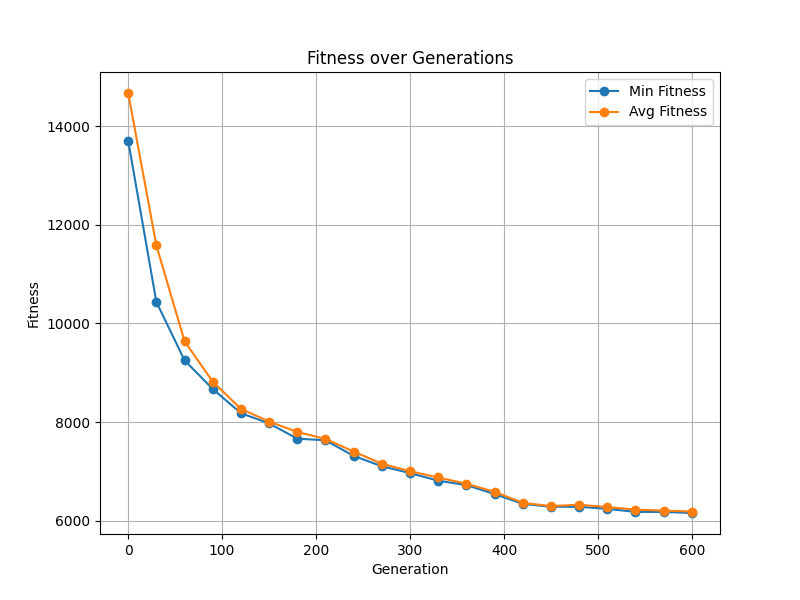 Fitness over Generations
Min Fitness
Avg Fitness
14000
12000
10000
8000
6000
Fitness
0 100 200 300 400 500 600
Generation